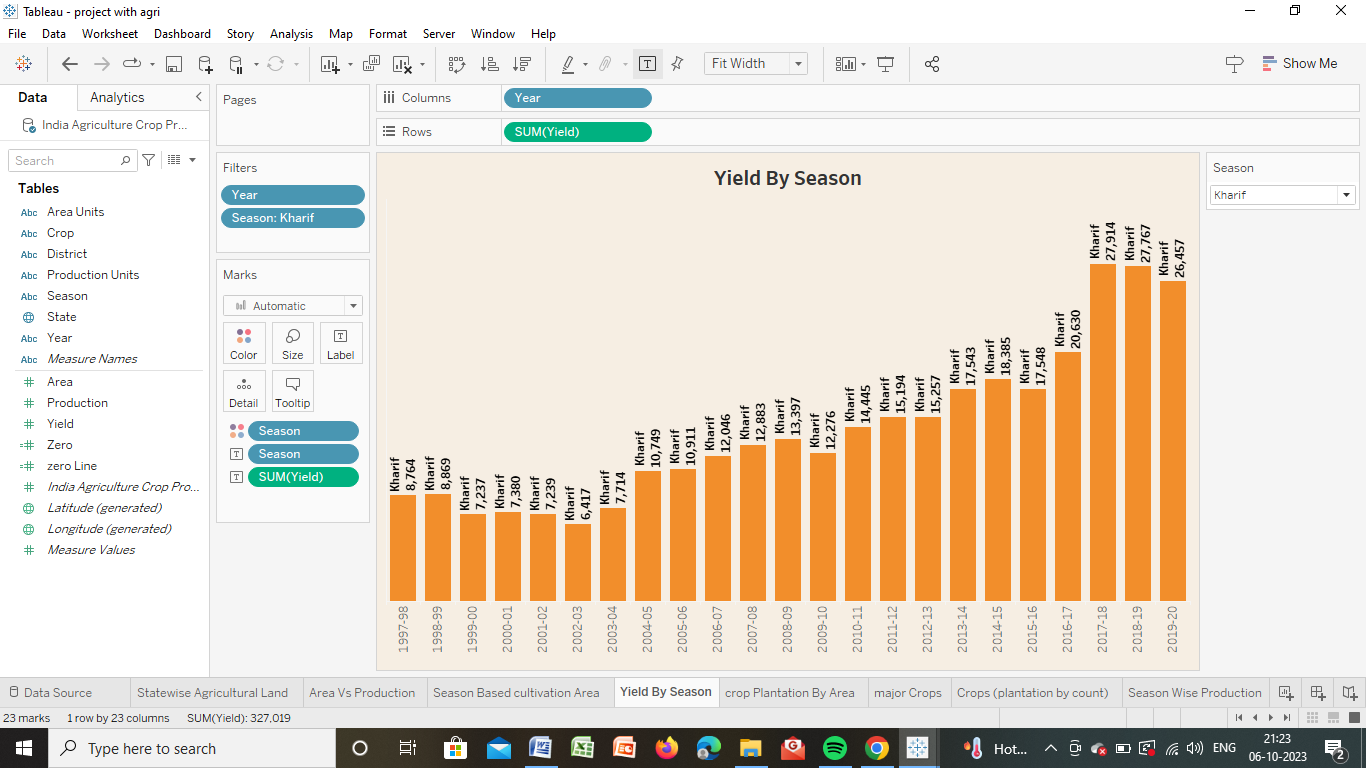 Tableau - project with agri
File Data Worksheet Dashboard Story Analysis Map Format Server Window Help
Fit Width
Show Me
Data
Analytics
India Agriculture Crop Pr...
Search
Tables
Abc Area Units
Abc Crop
Abc District
Abc Production Units
Abc Season
State
Abc Year
Abc Measure Names
# Area
# Production
# Yield
=# Zero
=# zero Line
# India Agriculture Crop Pro...
Latitude (generated)
Longitude (generated)
# Measure Values
Pages
Filters
Year
Season: Kharif
Marks
Automatic
Color
Size
Label
Detail
Tooltip
Season
Season
SUM(Yield)
Columns
Year
Rows
SUM(Yield)
Yield By Season
Kharif
8,764
Kharif
8,869
Kharif
7,237
Kharif
7,380
Kharif
7,239
Kharif
6,417
Kharif
7,714
Kharif
10,749
Kharif
10,911
Kharif
12,046
Kharif
12,883
Kharif
13,397
Kharif
12,276
Kharif
14,445
Kharif
15,194
Kharif
15,257
Kharif
17,543
Kharif
18,385
Kharif
17,548
Kharif
20,630
Kharif
27,914
Kharif
27,767
Kharif
26,457
1997-98
1998-99
1999-00
2000-01
2001-02
2002-03
2003-04
2004-05
2005-06
2006-07
2007-08
2008-09
2009-10
2010-11
2011-12
2012-13
2013-14
2014-15
2015-16
2016-17
2017-18
2018-19
2019-20
Season
Kharif
Data Source
Statewise Agricultural Land
Area Vs Production
Season Based cultivation Area
Yield By Season
crop Plantation By Area
major Crops
Crops (plantation by count)
Season Wise Production
23 marks 1 row by 23 columns SUM(Yield): 327,019
Type here to search
Hot...
ENG
21:23
06-10-2023
2